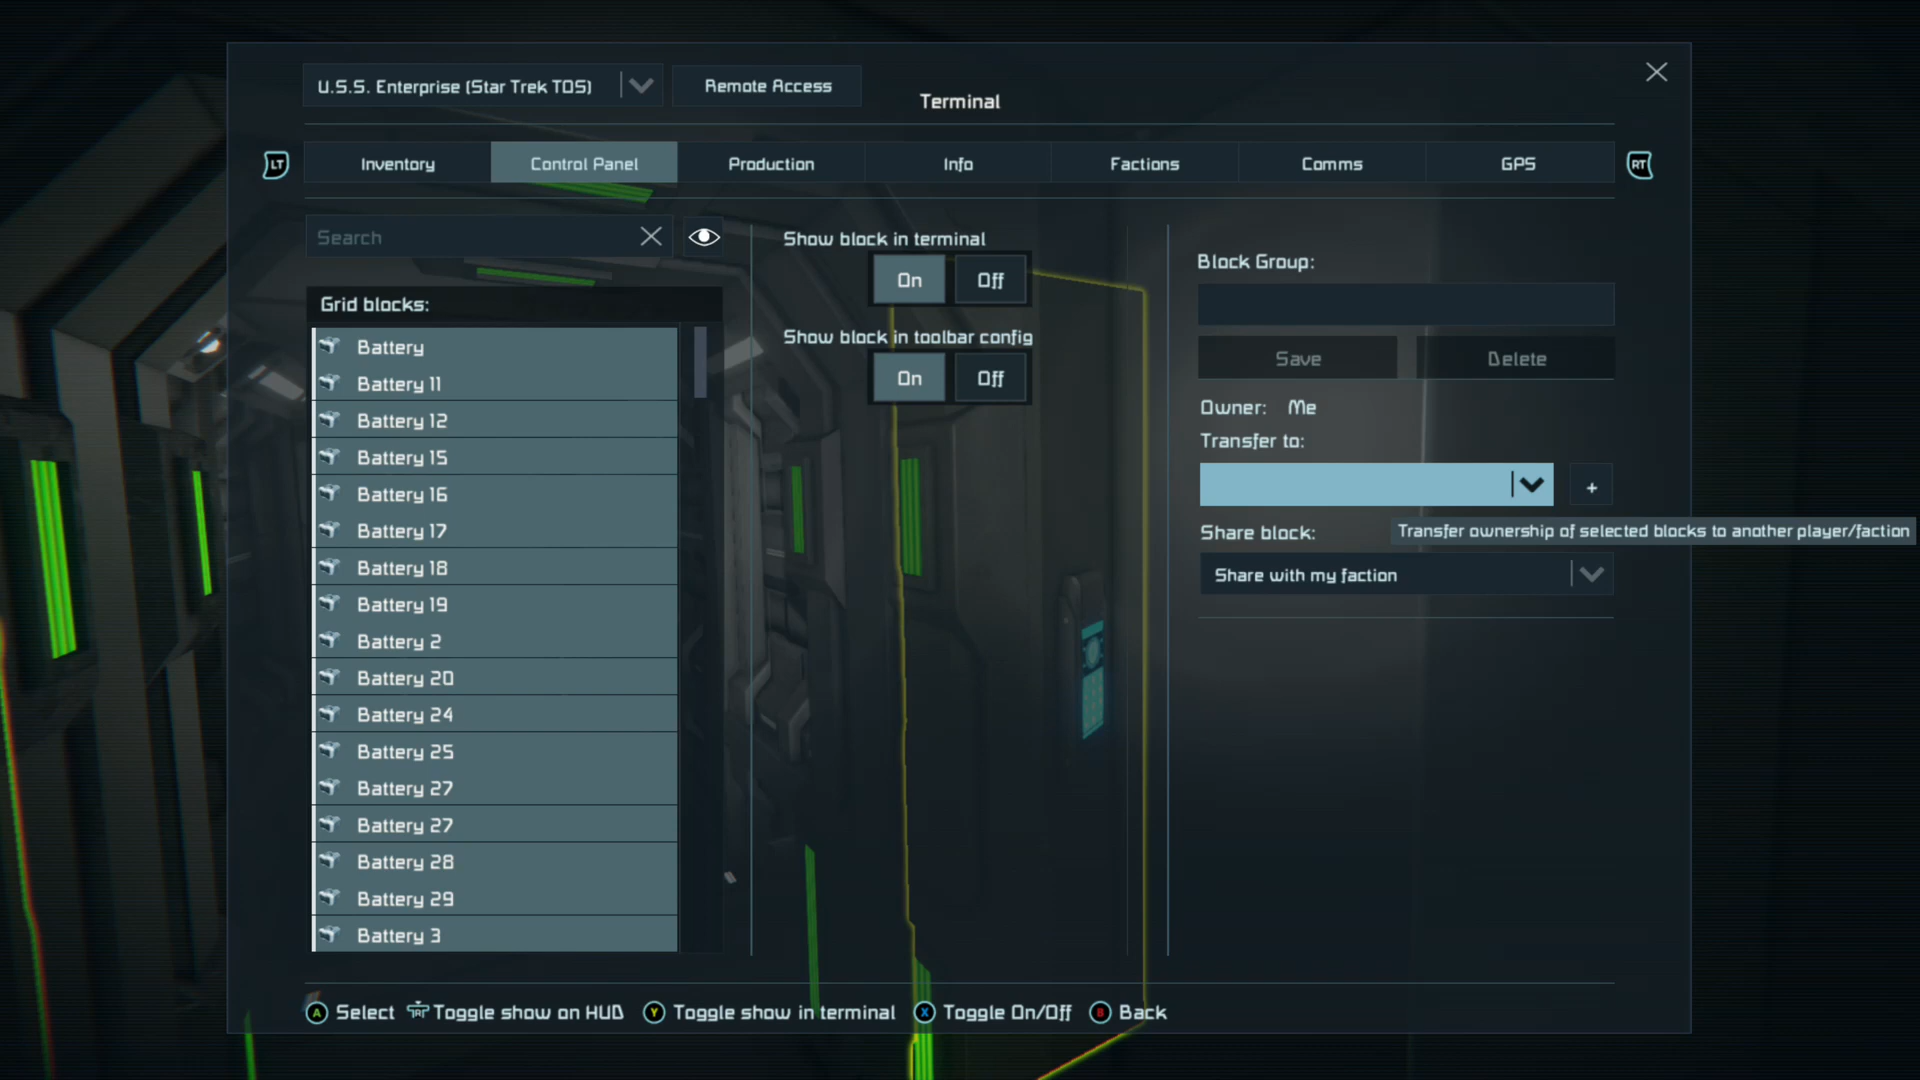 U.S.S. Enterprise (Star Trek TOS)
Remote Access
Terminal
LT
Inventory
Control Panel
Production
Info
Factions
Comms
GPS
RT
Search
Grid blocks:
Battery
Battery 11
Battery 12
Battery 15
Battery 16
Battery 17
Battery 18
Battery 19
Battery 2
Battery 20
Battery 24
Battery 25
Battery 27
Battery 27
Battery 28
Battery 29
Battery 3
Show block in terminal
On
Off
Show block in toolbar config
On
Off
Block Group:
Save
Delete
Owner: Me
Transfer to:
+
Share block:
Transfer ownership of selected blocks to another player/faction
Share with my faction
A Select
Toggle show on HUD
Y Toggle show in terminal
X Toggle On/Off
B Back